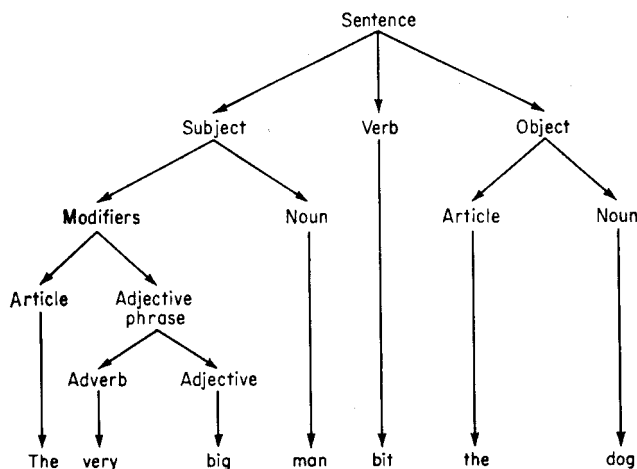 Sentence
Subject Verb Object
Modifiers Noun Article Noun
Article Adjective
phrase
Adverb Adjective
The very big man bit the dog